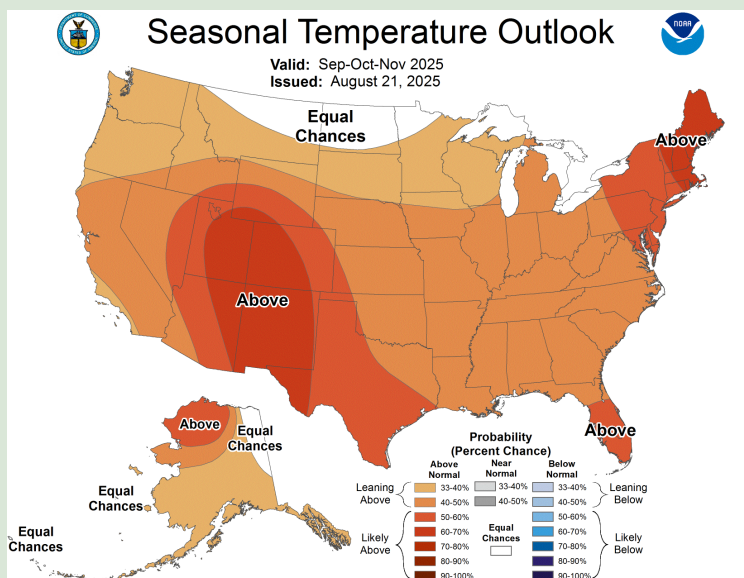 Seasonal Temperature Outlook
Valid: Sep-Oct-Nov 2025
Issued: August 21, 2025
NOAA
Equal
Chances
Above
Above
Above
Above
Equal
Chances
Equal
Chances
Equal
Chances
Probability
(Percent Chance)
Above
Normal
Near
Normal
Below
Normal
Leaning
Above
33-40%
33-40%
33-40%
Leaning
Below
40-50%
40-50%
40-50%
Likely
Above
50-60%
50-60%
60-70%
Equal
Chances
60-70%
70-80%
70-80%
Likely
Below
80-90%
80-90%
90-100%
90-100%